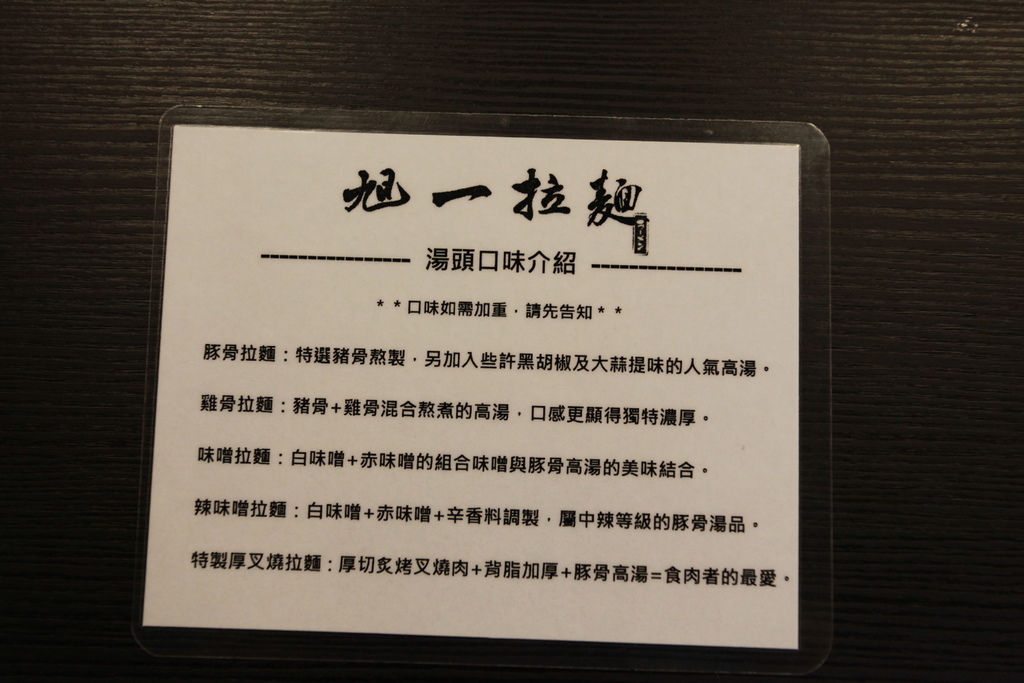 旭一拉麵
---------------- 湯頭口味介紹 ----------------
**口味如需加重，請先告知**
豚骨拉麵：特選豬骨熬製，另加入些許黑胡椒及大蒜提味的人氣高湯。
雞骨拉麵：豬骨+雞骨混合熬煮的高湯，口感更顯得獨特濃厚。
味噌拉麵：白味噌+赤味噌的組合味噌與豚骨高湯的美味結合。
辣味噌拉麵：白味噌+赤味噌+辛香料調製，屬中辣等級的豚骨湯品。
特製厚叉燒拉麵：厚切炙烤叉燒肉+背脂加厚+豚骨高湯=食肉者的最愛。